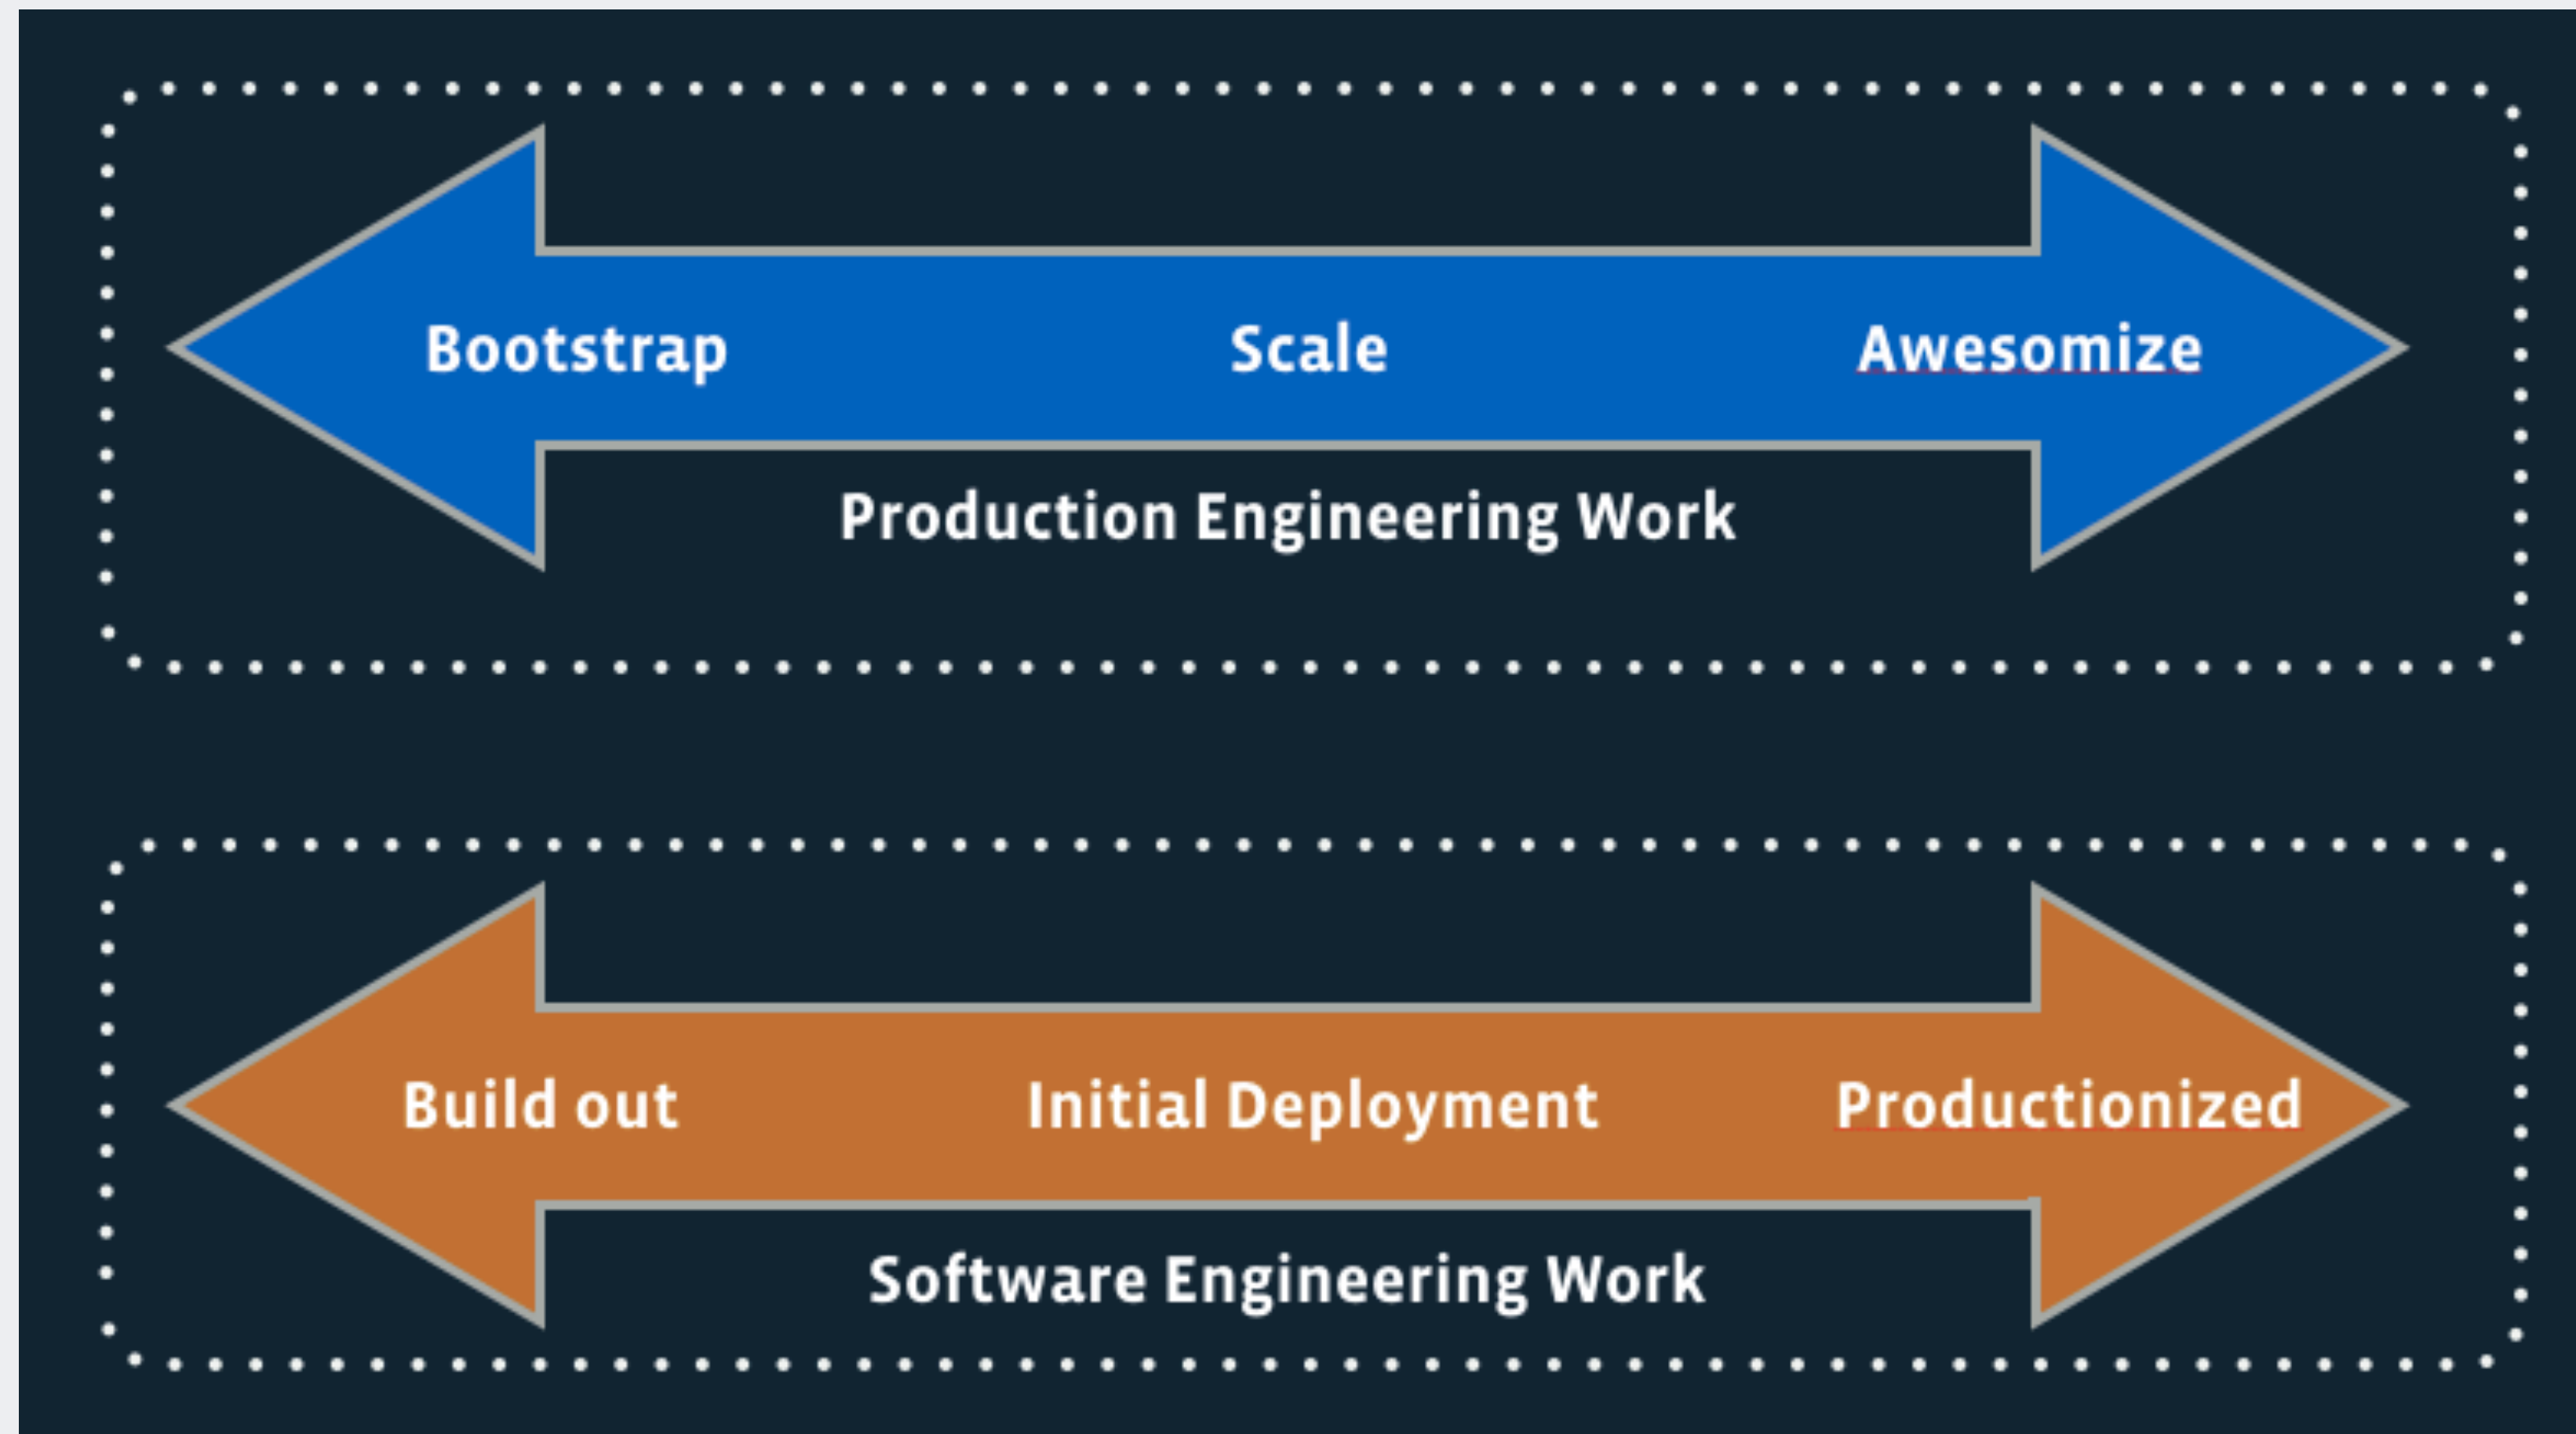 Bootstrap Scale Awesomize
Production Engineering Work
Build out Initial Deployment Productionized
Software Engineering Work